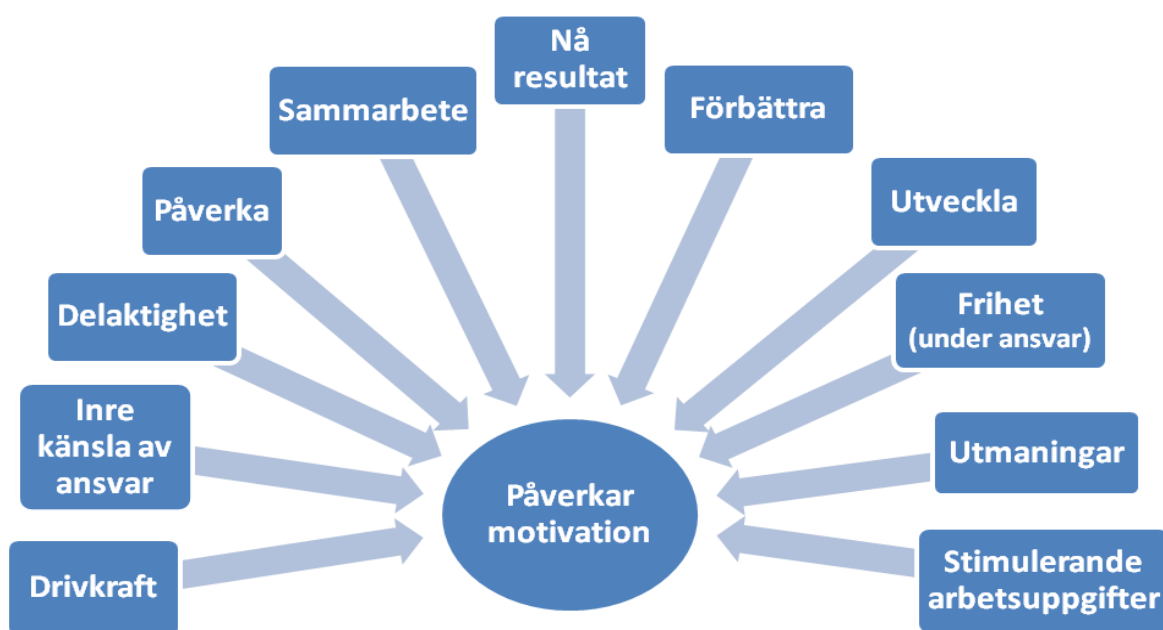 Nå
resultat
Sammarbete
Förbättra
Påverka
Utveckla
Delaktighet
Frihet
(under ansvar)
Inre
känsla av
ansvar
Utmaningar
Påverkar
motivation
Drivkraft
Stimulerande
arbetsuppgifter